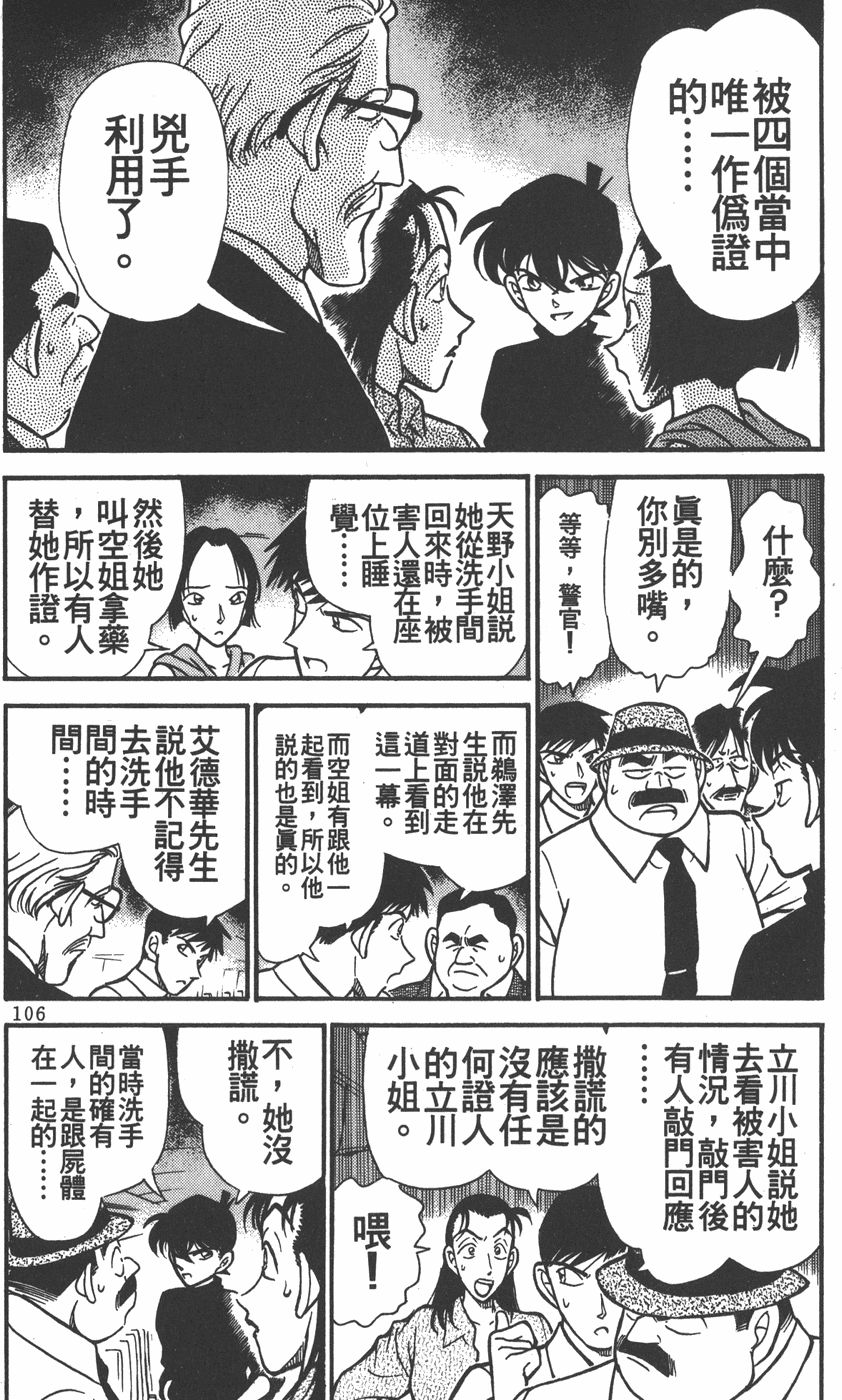 被四個當中
唯一作僞證
的……
兇手
利用了。
什麼？
眞是的，
你別多嘴。
等等，警官！
天野小姐説
她從洗手間
回來時，被
害人還在座
位上睡
覺……
然後她
叫空姐拿藥
，所以有人
替她作證。
而鵜澤先
生説他在
對面的走
道上看到
這一幕。
而空姐有跟他一
起看到，所以他
説的也是眞的。
艾德華先生
説他不記得
去洗手
間的時
間……
106
立川小姐説她
去看被害人的
情況，敲門後
有人敲門回應
……
撒謊的
應該是
沒有任
何證人
的立川
小姐。
喂！
不，她沒
撒謊。
當時洗手
間的確有
人，是跟屍體
在一起的……